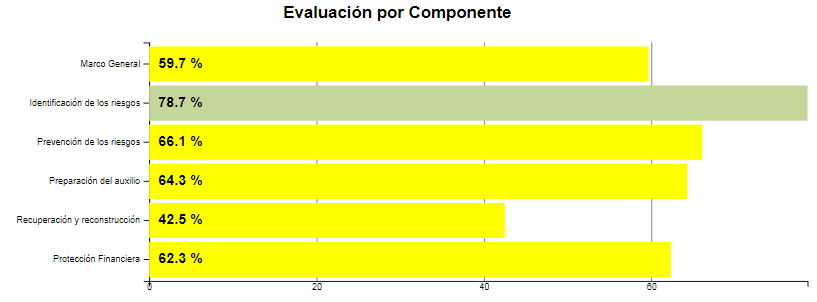 Evaluación por Componente
Marco General 59.7 %
Identificación de los riesgos 78.7 %
Prevención de los riesgos 66.1 %
Preparación del auxilio 64.3 %
Recuperación y reconstrucción 42.5 %
Protección Financiera 62.3 %
0 20 40 60